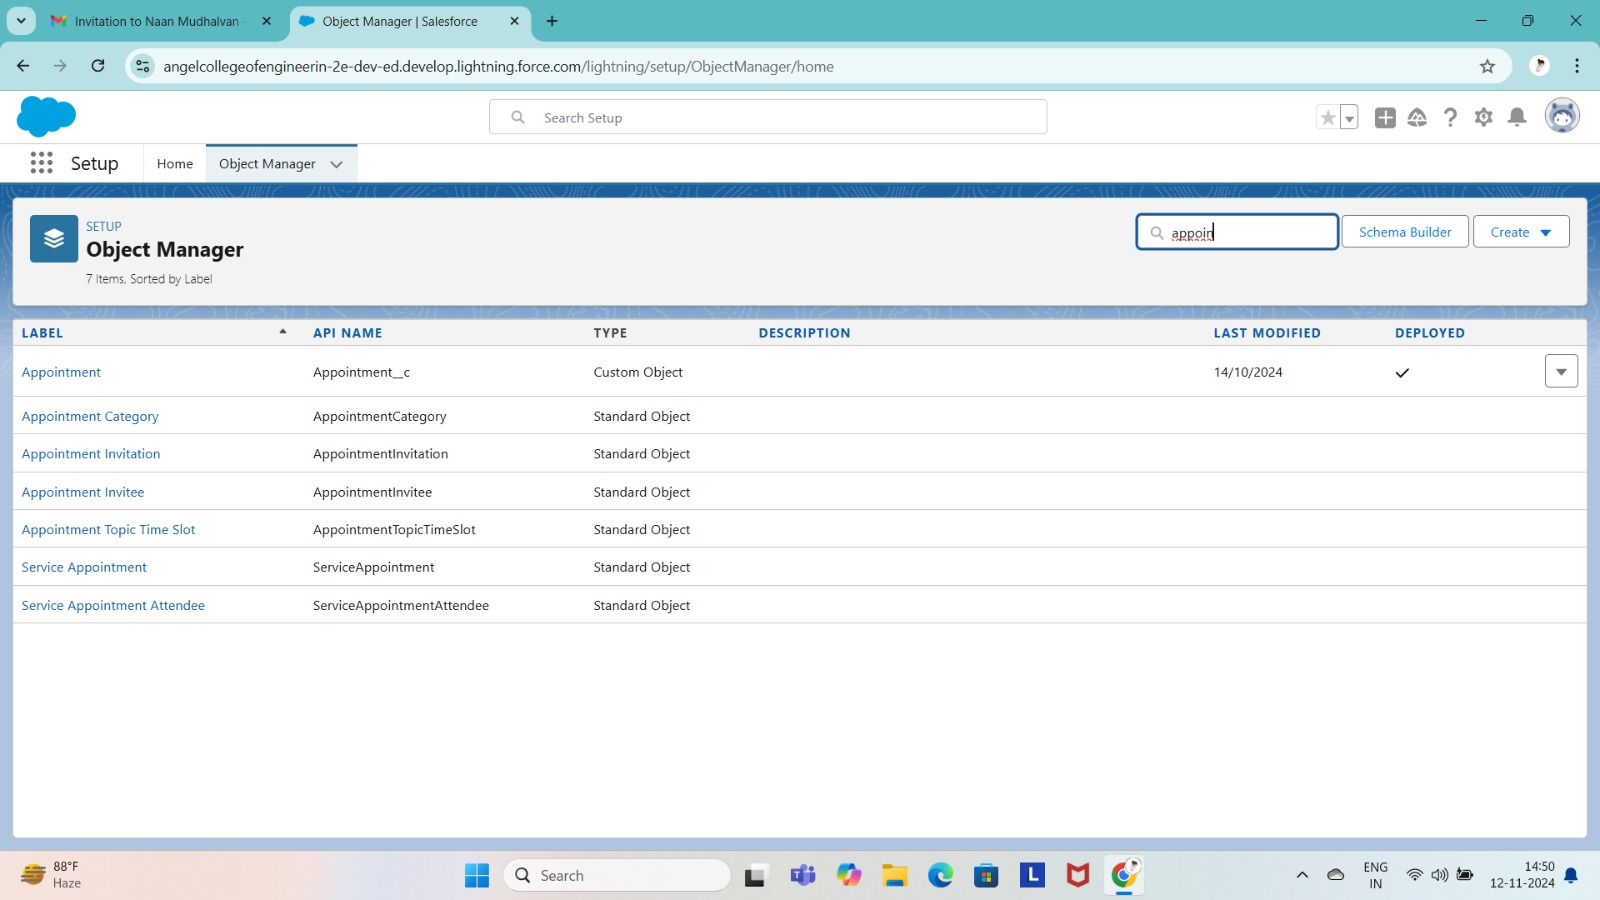 Invitation to Naan Mudhalvan
Object Manager | Salesforce
angelcollegeofengineerin-2e-dev-ed.develop.lightning.force.com/lightning/setup/ObjectManager/home
Search Setup
Setup
Home
Object Manager
SETUP
Object Manager
7 Items, Sorted by Label
appoin
Schema Builder
Create
LABEL API NAME TYPE DESCRIPTION LAST MODIFIED DEPLOYED
Appointment Appointment__c Custom Object 14/10/2024
Appointment Category AppointmentCategory Standard Object
Appointment Invitation AppointmentInvitation Standard Object
Appointment Invitee AppointmentInvitee Standard Object
Appointment Topic Time Slot AppointmentTopicTimeSlot Standard Object
Service Appointment ServiceAppointment Standard Object
Service Appointment Attendee ServiceAppointmentAttendee Standard Object
88°F
Haze
Search
L
ENG
IN
14:50
12-11-2024